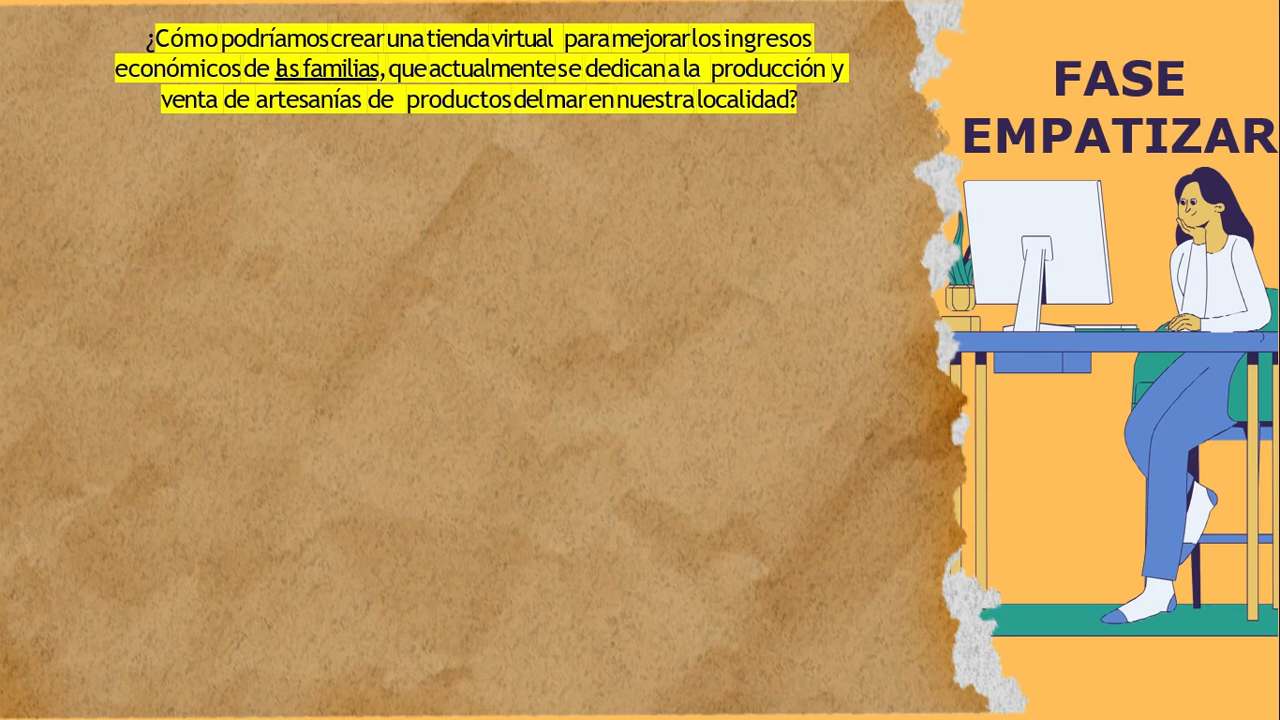 ¿Cómo podríamos crear una tienda virtual para mejorar los ingresos
económicos de las familias, que actualmente se dedican a la producción y
venta de artesanías de productos del mar en nuestra localidad?
FASE
EMPATIZAR